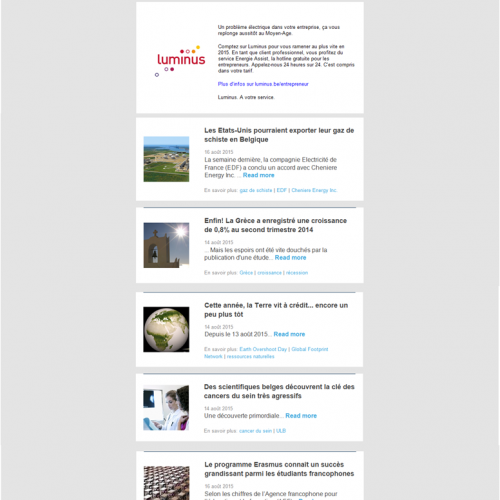 luminus
Un problème électrique dans votre entreprise, ça vous
replonge aussitôt au Moyen-Age.
Comptez sur Luminus pour vous ramener au plus vite en
2015. En tant que client professionnel, vous profitez du
service Energie Assist, la hotline gratuite pour les
entrepreneurs. Appelez-nous 24 heures sur 24. C'est compris
dans votre tarif.
Plus d'infos sur luminus.be/entrepreneur
Luminus. A votre service.
Les Etats-Unis pourraient exporter leur gaz de
schiste en Belgique
16 août 2015
La semaine dernière, la compagnie Electricité de
France (EDF) a conclu un accord avec Cheniere
Energy Inc. ... Read more
En savoir plus: gaz de schiste | EDF | Cheniere Energy Inc.
Enfin! La Grèce a enregistré une croissance
de 0,8% au second trimestre 2014
14 août 2015
... Mais les espoirs ont été vite douchés par la
publication d'une étude... Read more
En savoir plus: Grèce | croissance | récession
Cette année, la Terre vit à crédit... encore un
peu plus tôt
14 août 2015
Depuis le 13 août 2015... Read more
En savoir plus: Earth Overshoot Day | Global Footprint
Network | ressources naturelles
Des scientifiques belges découvrent la clé des
cancers du sein très agressifs
14 août 2015
Une découverte primordiale... Read more
En savoir plus: cancer du sein | ULB
Le programme Erasmus connaît un succès
grandissant parmi les étudiants francophones
16 août 2015
Selon les chiffres de l'Agence francophone pour